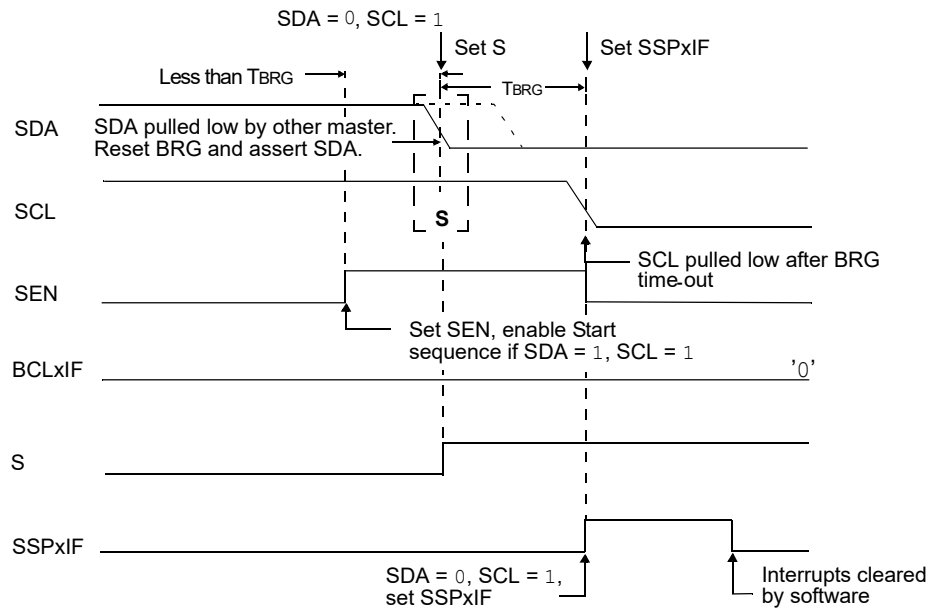 SDA = 0, SCL = 1
Set S
Set SSPxIF
Less than TBRG
TBRG
SDA
SDA pulled low by other master.
Reset BRG and assert SDA.
SCL
S
SCL pulled low after BRG
time-out
SEN
Set SEN, enable Start
sequence if SDA = 1, SCL = 1
BCLxIF
'0'
S
SSPxIF
SDA = 0, SCL = 1,
set SSPxIF
Interrupts cleared
by software